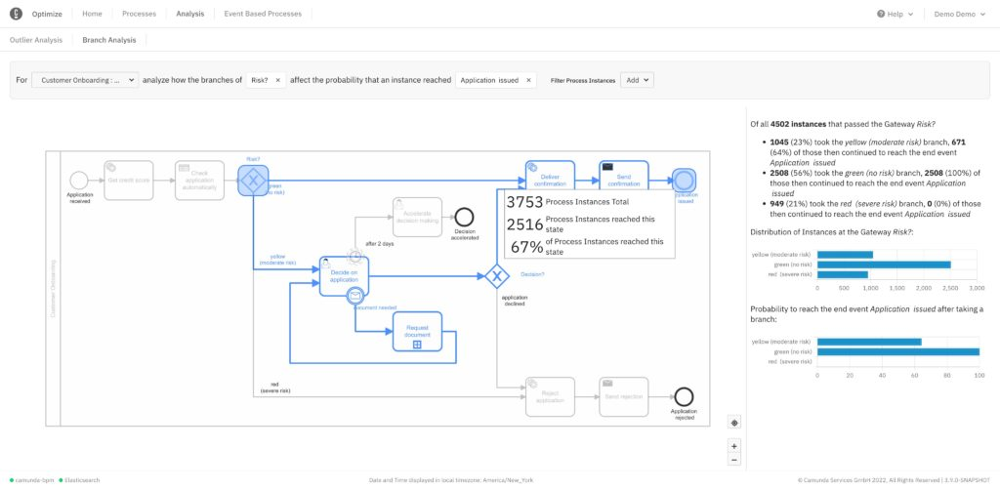 Optimize Home Processes Analysis Event Based Processes Help Demo Demo
Outlier Analysis Branch Analysis
For Customer Onboarding : ... analyze how the branches of Risk? × affect the probability that an instance reached Application issued × Filter Process Instances Add
Customer Onboarding
Application
received
Get credit score
Check
application
automatically
Risk?
green
(no risk)
yellow
(moderate risk)
red
(severe risk)
Decide on
application
after 2 days
Accelerate
decision making
Decision
accelerated
document needed
Request
document
Decision?
application
declined
Deliver
confirmation
Send
confirmation
application
issued
3753 Process Instances Total
2516 Process Instances reached this
state
67% of Process Instances reached this
state
Reject
application
Send rejection
Application
rejected
+
−
Of all 4502 instances that passed the Gateway Risk?
• 1045 (23%) took the yellow (moderate risk) branch, 671
(64%) of those then continued to reach the end event
Application issued
• 2508 (56%) took the green (no risk) branch, 2508 (100%) of
those then continued to reach the end event Application
issued
• 949 (21%) took the red (severe risk) branch, 0 (0%) of those
then continued to reach the end event Application issued
Distribution of Instances at the Gateway Risk?:
yellow (moderate risk)
green (no risk)
red (severe risk)
0 500 1,000 1,500 2,000 2,500 3,000
Probability to reach the end event Application issued after taking a
branch:
yellow (moderate risk)
green (no risk)
red (severe risk)
0 20 40 60 80 100
camunda-bpm Elasticsearch Date and Time displayed in local timezone: America/New_York © Camunda Services GmbH 2022, All Rights Reserved | 3.9.0-SNAPSHOT